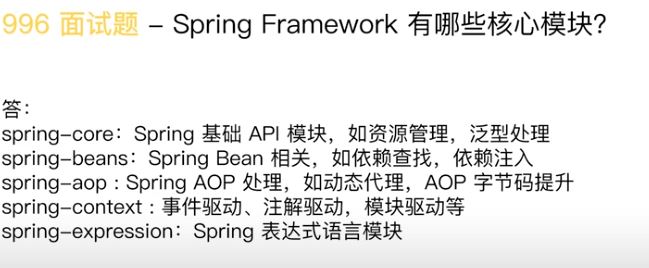 996 面试题 – Spring Framework 有哪些核心模块?
答:
spring-core：Spring 基础 API 模块，如资源管理，泛型处理
spring-beans：Spring Bean 相关，如依赖查找，依赖注入
spring-aop : Spring AOP 处理，如动态代理，AOP 字节码提升
spring-context : 事件驱动、注解驱动，模块驱动等
spring-expression：Spring 表达式语言模块